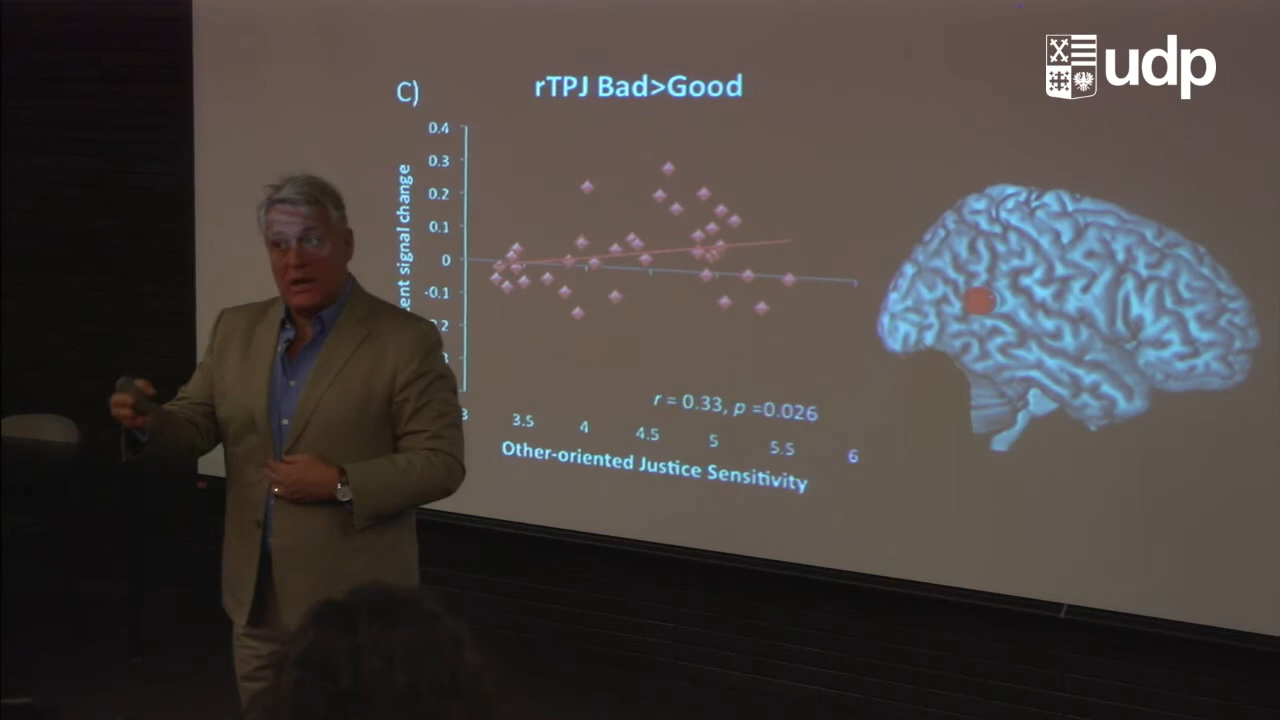 udp
C)
rTPJ Bad>Good
0.4
0.3
0.2
0.1
0
-0.1
signal change
r = 0.33, p =0.026
3.5 4 4.5 5 5.5 6
Other-oriented Justice Sensitivity